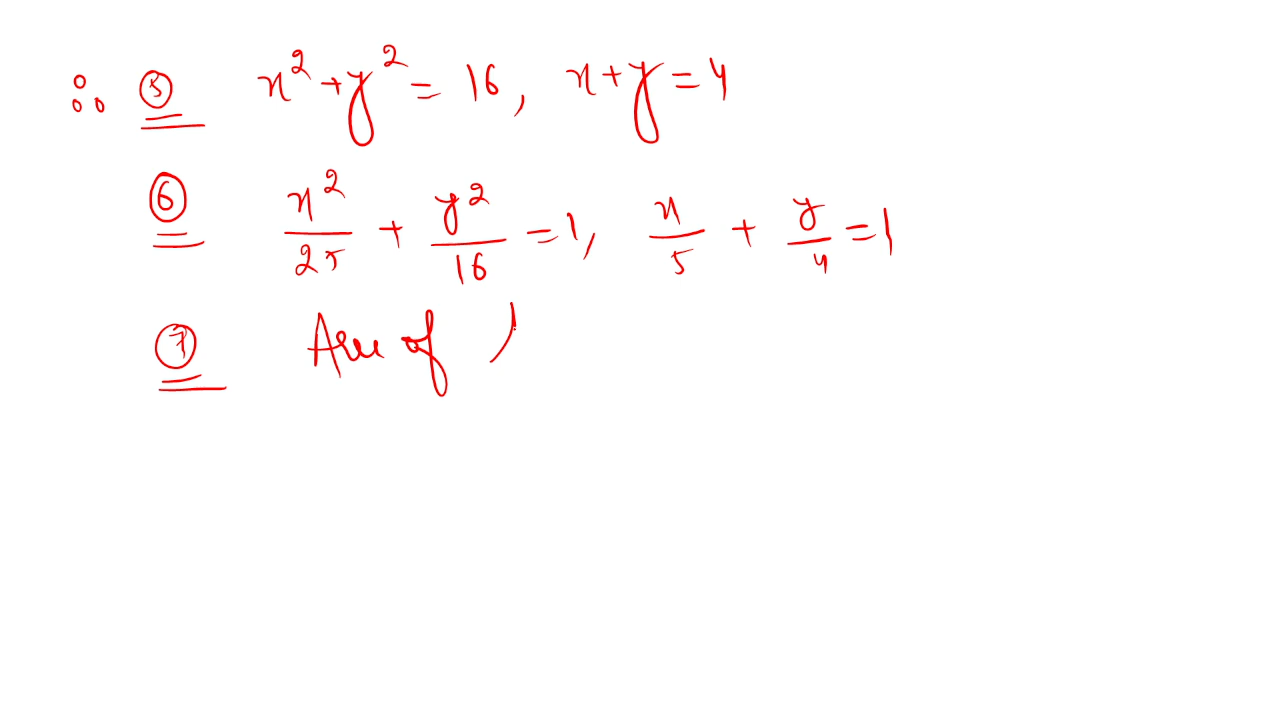 ∴ ⑤ x² + y² = 16, x + y = 4
⑥ x²/25 + y²/16 = 1, x/5 + y/4 = 1
⑦ Area of